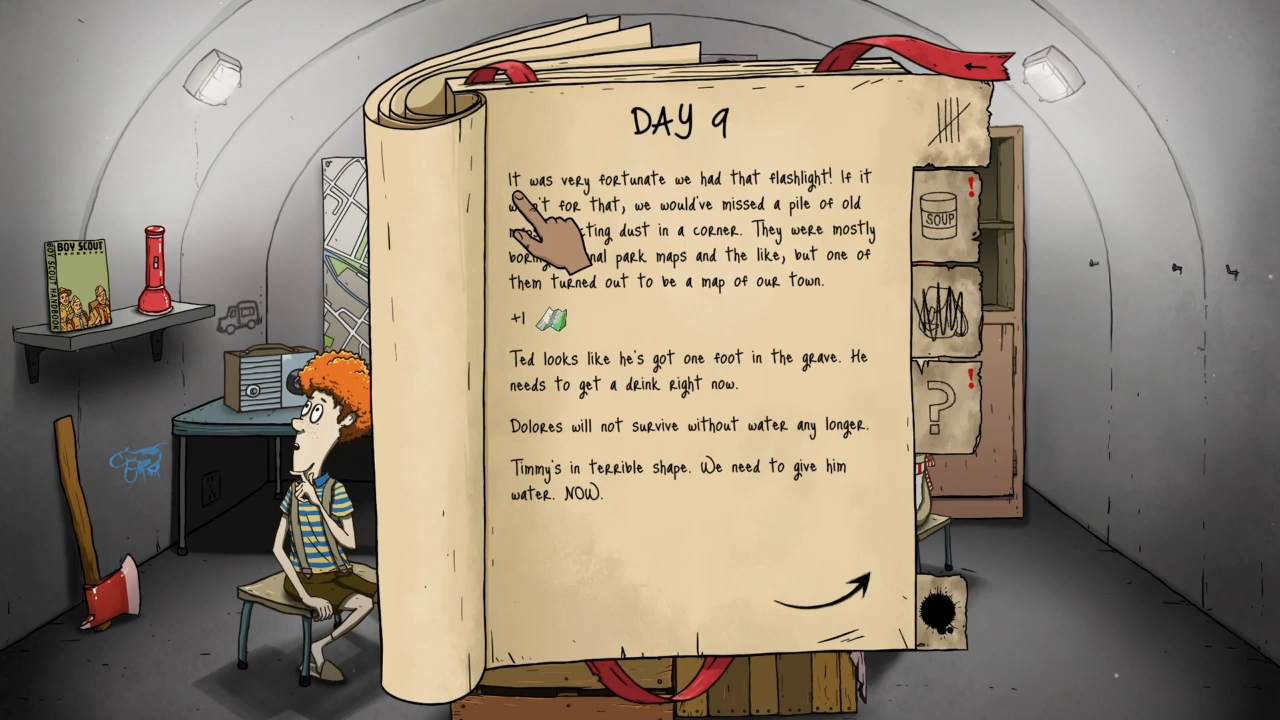 DAY 9
It was very fortunate we had that flashlight! If it
for that, we would've missed a pile of old
dust in a corner. They were mostly
park maps and the like, but one of
them turned out to be a map of our town.
+1
Ted looks like he's got one foot in the grave. He
needs to get a drink right now.
Dolores will not survive without water any longer.
Timmy's in terrible shape. We need to give him
water. NOW.
SOUP
!
?
!
BOY SCOUT
HANDBOOK
BOY SCOUT HANDBOOK